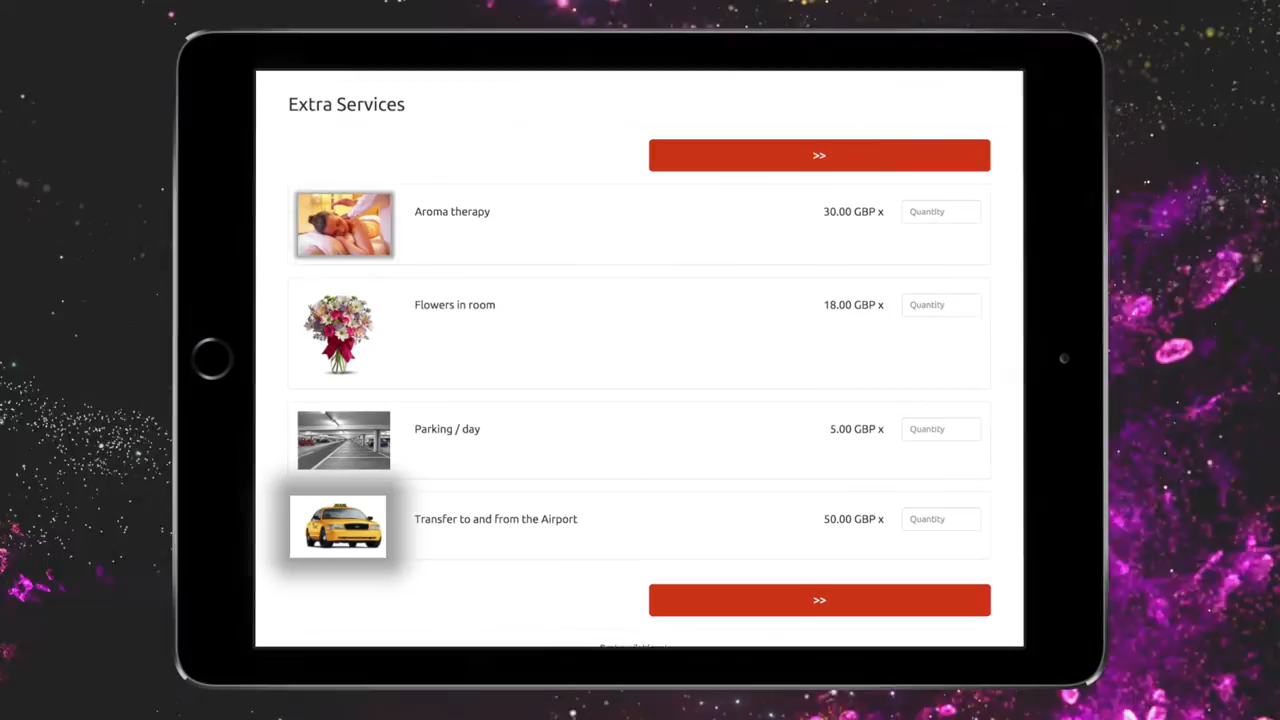 Extra Services
>>
Aroma therapy 30.00 GBP x Quantity
Flowers in room 18.00 GBP x Quantity
Parking / day 5.00 GBP x Quantity
Transfer to and from the Airport 50.00 GBP x Quantity
>>